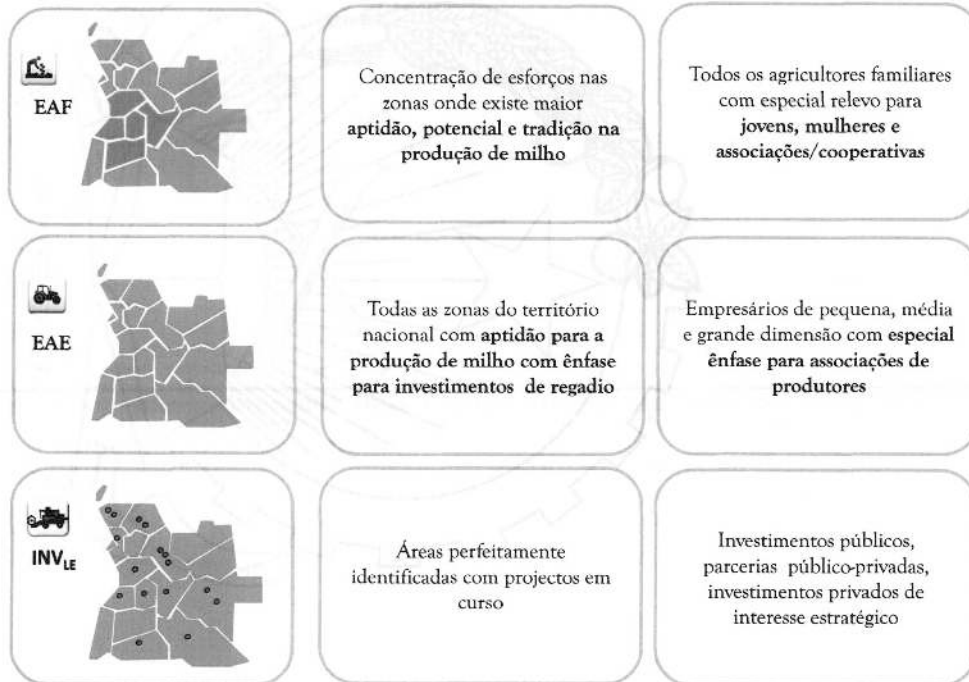 EAF
Concentração de esforços nas
zonas onde existe maior
aptidão, potencial e tradição na
produção de milho
Todos os agricultores familiares
com especial relevo para
jovens, mulheres e
associações/cooperativas
EAE
Todas as zonas do território
nacional com aptidão para a
produção de milho com ênfase
para investimentos de regadio
Empresários de pequena, média
e grande dimensão com especial
ênfase para associações de
produtores
INVLE
Áreas perfeitamente
identificadas com projectos em
curso
Investimentos públicos,
parcerias público-privadas,
investimentos privados de
interesse estratégico